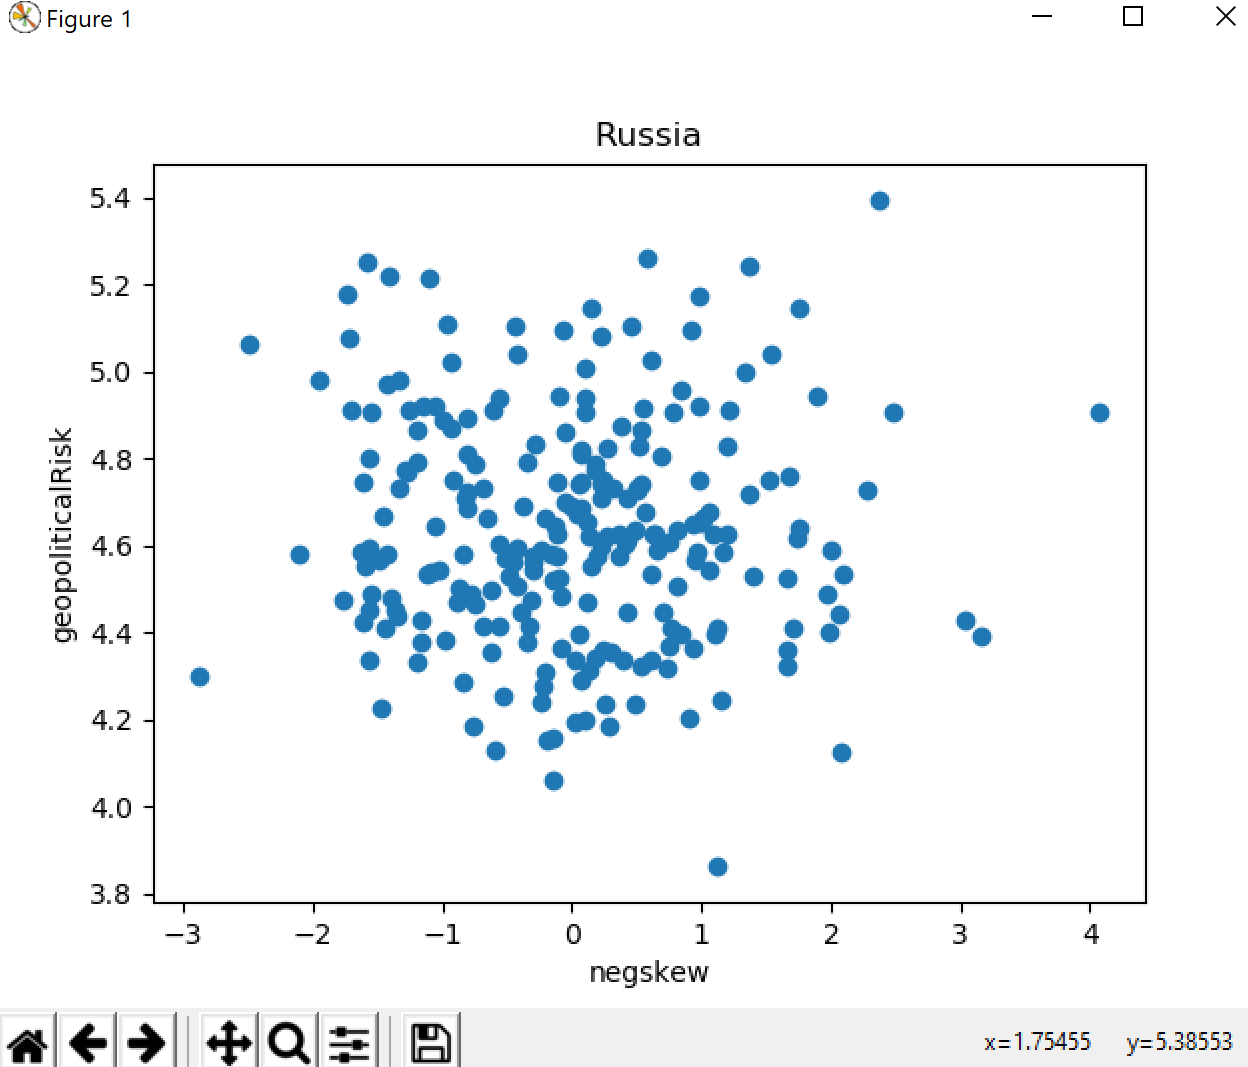 Figure 1
Russia
5.4
5.2
5.0
4.8
4.6
4.4
4.2
4.0
3.8
geopoliticalRisk
−3 −2 −1 0 1 2 3 4
negskew
x=1.75455 y=5.38553